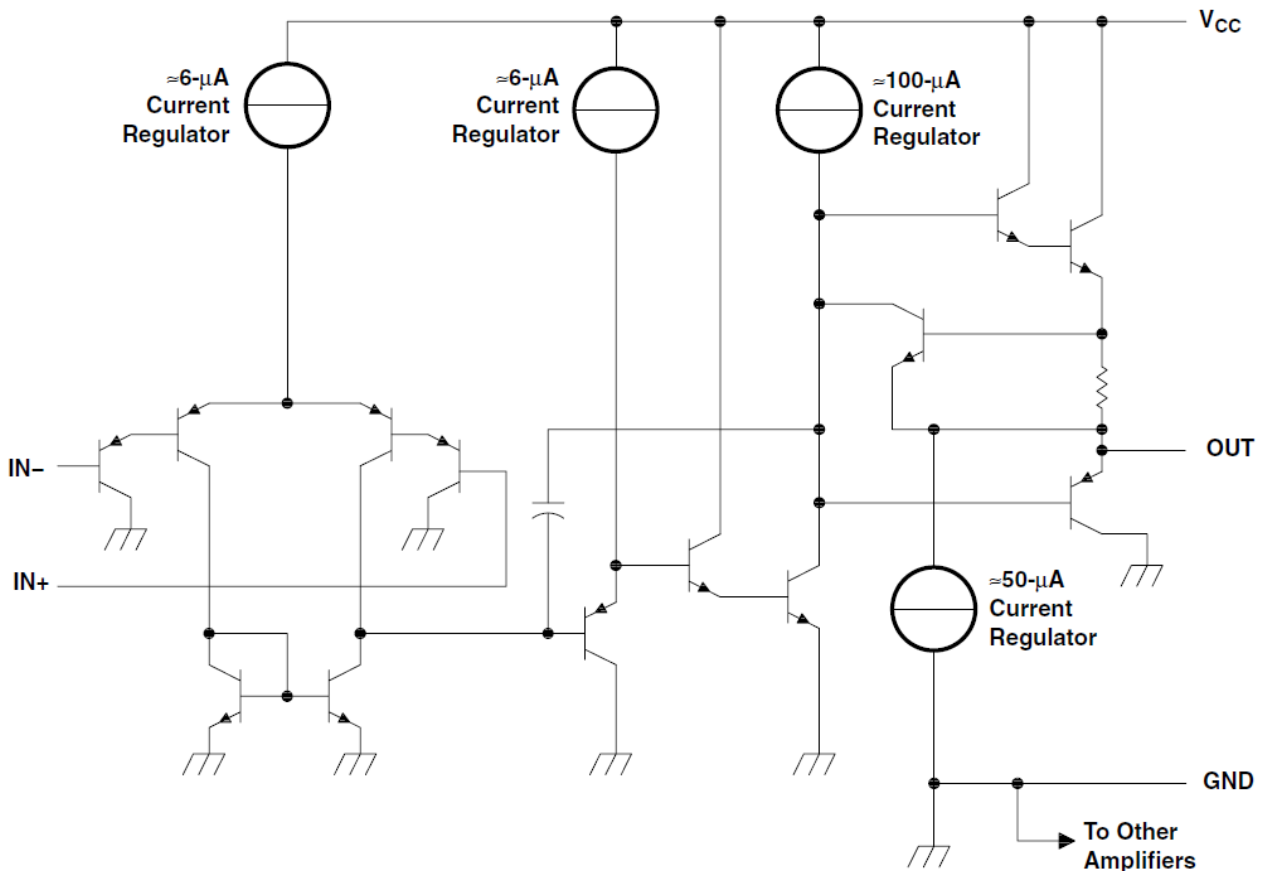 V_CC
≈6-µA
Current
Regulator
≈6-µA
Current
Regulator
≈100-µA
Current
Regulator
IN−
OUT
IN+
≈50-µA
Current
Regulator
GND
To Other
Amplifiers